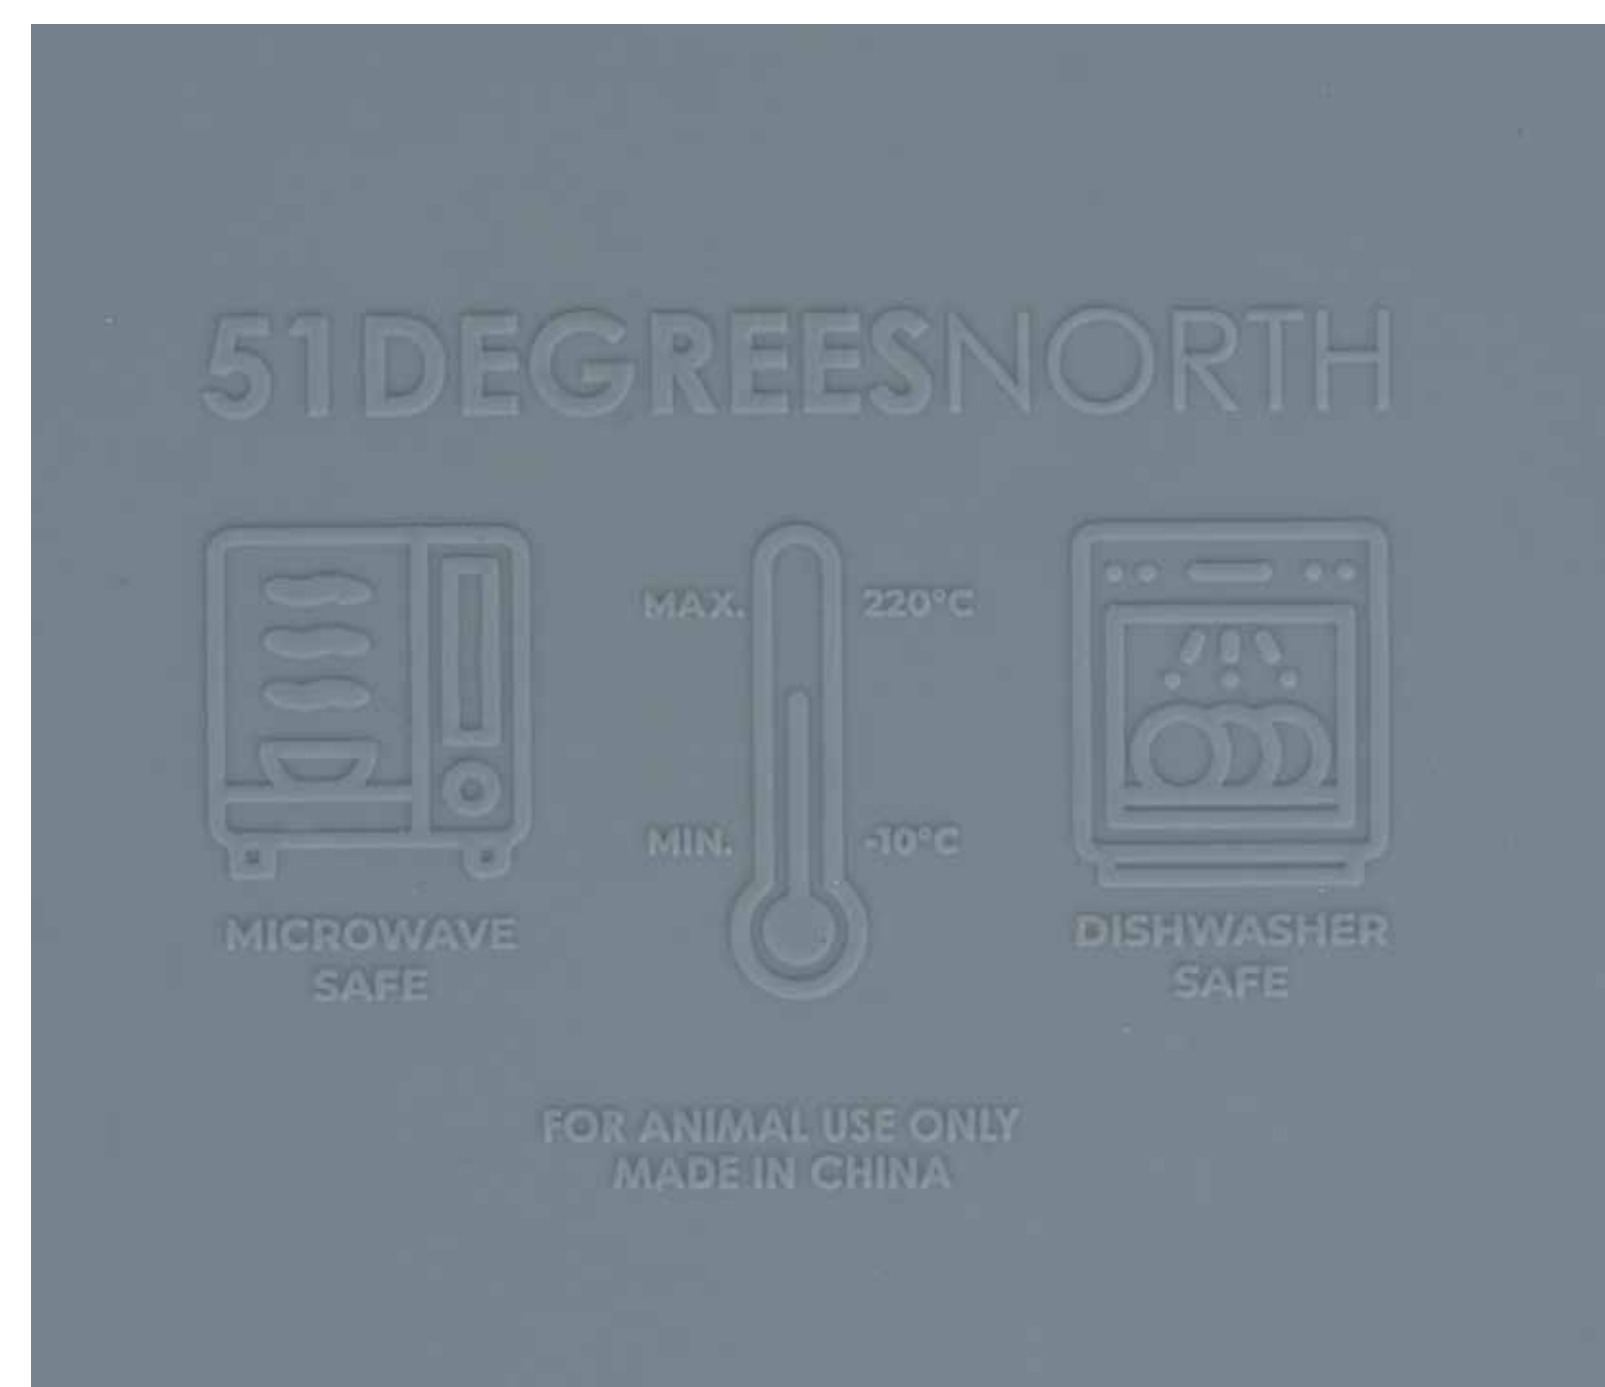 51DEGREESNORTH
MAX. 220°C
MIN. -10°C
MICROWAVE
SAFE
DISHWASHER
SAFE
FOR ANIMAL USE ONLY
MADE IN CHINA